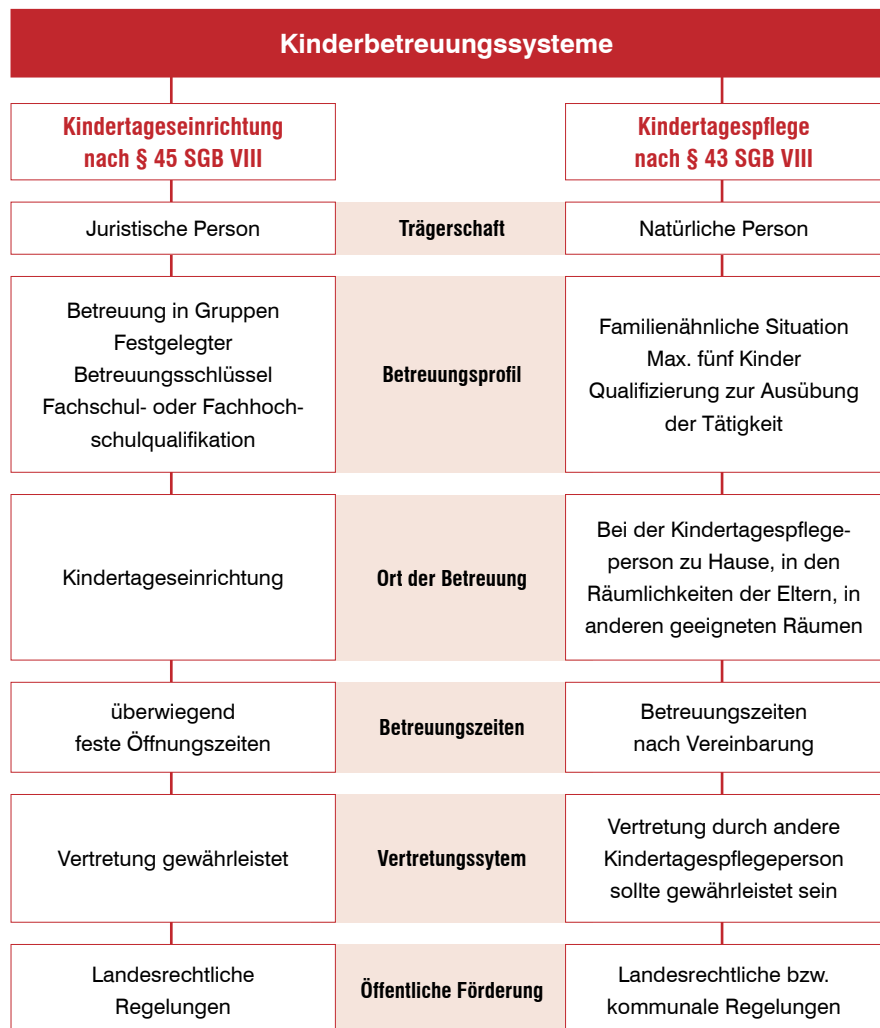 Kinderbetreuungssysteme
Kindertageseinrichtung
nach § 45 SGB VIII
Kindertagespflege
nach § 43 SGB VIII
Juristische Person
Trägerschaft
Natürliche Person
Betreuung in Gruppen
Festgelegter
Betreuungsschlüssel
Fachschul- oder Fachhoch-
schulqualifikation
Betreuungsprofil
Familienähnliche Situation
Max. fünf Kinder
Qualifizierung zur Ausübung
der Tätigkeit
Kindertageseinrichtung
Ort der Betreuung
Bei der Kindertagespflege-
person zu Hause, in den
Räumlichkeiten der Eltern, in
anderen geeigneten Räumen
überwiegend
feste Öffnungszeiten
Betreuungszeiten
Betreuungszeiten
nach Vereinbarung
Vertretung gewährleistet
Vertretungssytem
Vertretung durch andere
Kindertagespflegeperson
sollte gewährleistet sein
Landesrechtliche
Regelungen
Öffentliche Förderung
Landesrechtliche bzw.
kommunale Regelungen